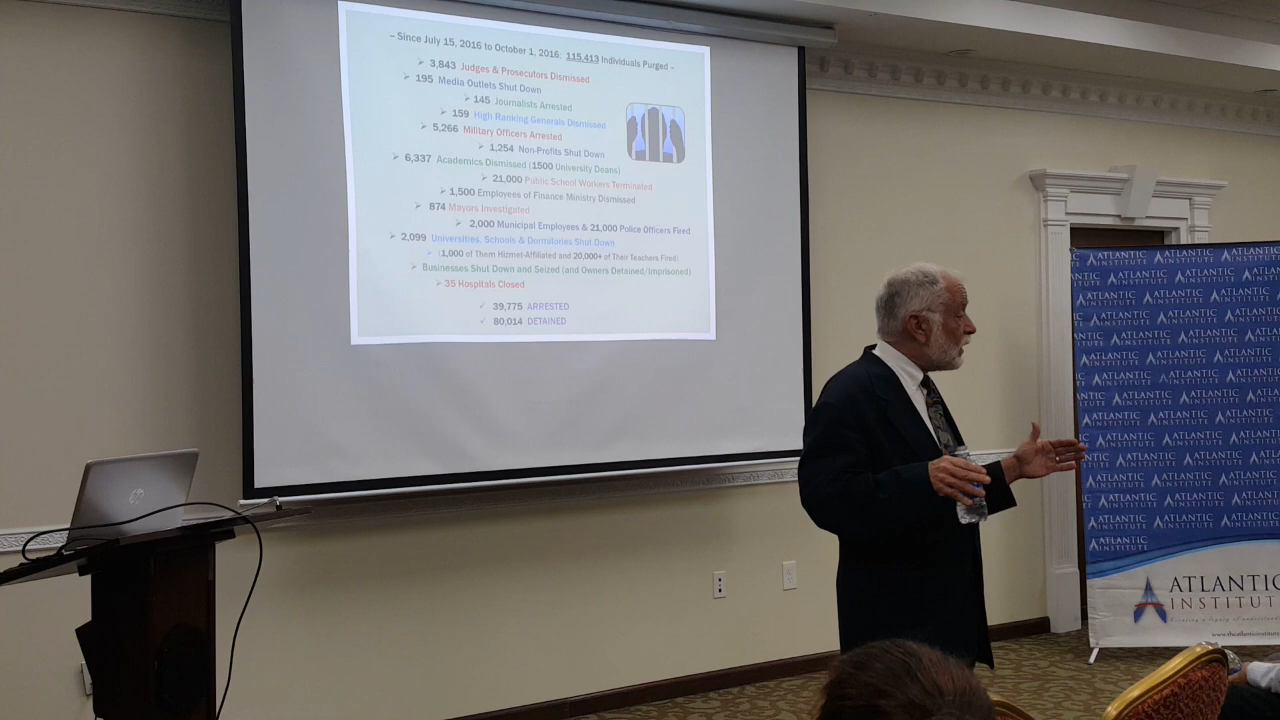 – Since July 15, 2016 to October 1, 2016: 115,413 Individuals Purged –
➢ 3,843 Judges & Prosecutors Dismissed
➢ 195 Media Outlets Shut Down
➢ 145 Journalists Arrested
➢ 159 High Ranking Generals Dismissed
➢ 5,266 Military Officers Arrested
➢ 1,254 Non-Profits Shut Down
➢ 6,337 Academics Dismissed (1500 University Deans)
➢ 21,000 Public School Workers Terminated
➢ 1,500 Employees of Finance Ministry Dismissed
➢ 874 Mayors Investigated
➢ 2,000 Municipal Employees & 21,000 Police Officers Fired
➢ 2,099 Universities, Schools & Dormitories Shut Down
➢ (1,000 of Them Hizmet-Affiliated and 20,000+ of Their Teachers Fired)
➢ Businesses Shut Down and Seized (and Owners Detained/Imprisoned)
➢ 35 Hospitals Closed
✓ 39,775 ARRESTED
✓ 80,014 DETAINED
hp
ATLANTIC INSTITUTE
ATLANTIC
INSTITUT